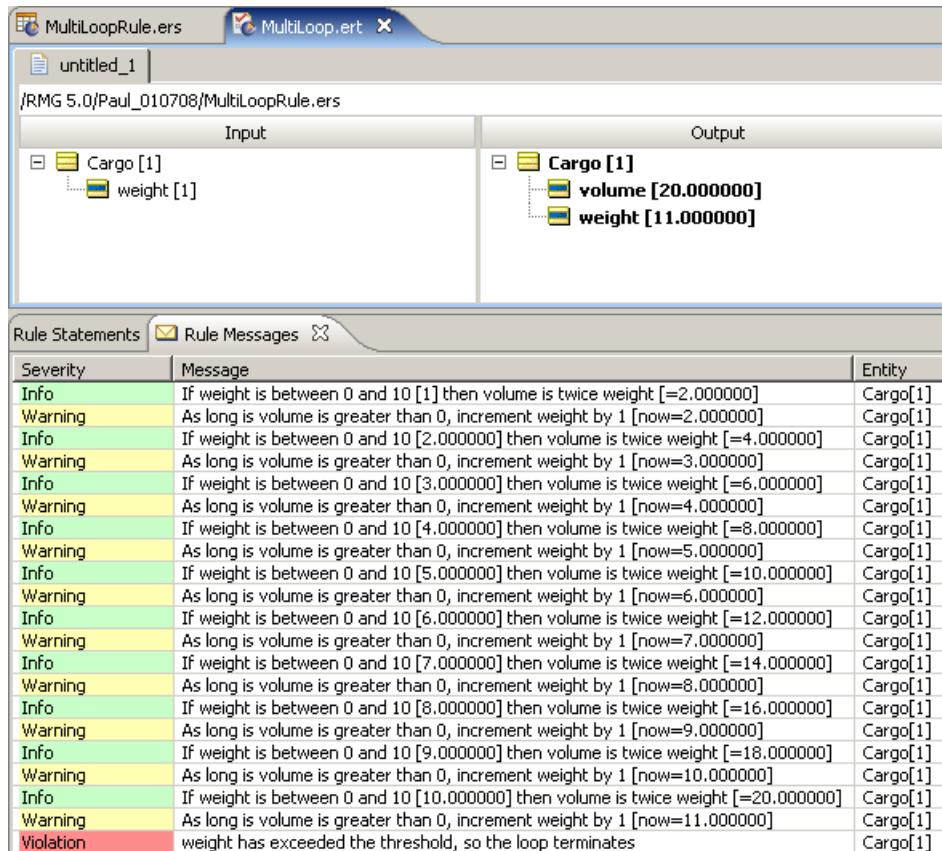 MultiLoopRule.ers MultiLoop.ert
untitled_1
/RMG 5.0/Paul_010708/MultiLoopRule.ers
Input Output
Cargo [1] Cargo [1]
weight [1] volume [20.000000]
weight [11.000000]
Rule Statements Rule Messages
Severity Message Entity
Info If weight is between 0 and 10 [1] then volume is twice weight [=2.000000] Cargo[1]
Warning As long is volume is greater than 0, increment weight by 1 [now=2.000000] Cargo[1]
Info If weight is between 0 and 10 [2.000000] then volume is twice weight [=4.000000] Cargo[1]
Warning As long is volume is greater than 0, increment weight by 1 [now=3.000000] Cargo[1]
Info If weight is between 0 and 10 [3.000000] then volume is twice weight [=6.000000] Cargo[1]
Warning As long is volume is greater than 0, increment weight by 1 [now=4.000000] Cargo[1]
Info If weight is between 0 and 10 [4.000000] then volume is twice weight [=8.000000] Cargo[1]
Warning As long is volume is greater than 0, increment weight by 1 [now=5.000000] Cargo[1]
Info If weight is between 0 and 10 [5.000000] then volume is twice weight [=10.000000] Cargo[1]
Warning As long is volume is greater than 0, increment weight by 1 [now=6.000000] Cargo[1]
Info If weight is between 0 and 10 [6.000000] then volume is twice weight [=12.000000] Cargo[1]
Warning As long is volume is greater than 0, increment weight by 1 [now=7.000000] Cargo[1]
Info If weight is between 0 and 10 [7.000000] then volume is twice weight [=14.000000] Cargo[1]
Warning As long is volume is greater than 0, increment weight by 1 [now=8.000000] Cargo[1]
Info If weight is between 0 and 10 [8.000000] then volume is twice weight [=16.000000] Cargo[1]
Warning As long is volume is greater than 0, increment weight by 1 [now=9.000000] Cargo[1]
Info If weight is between 0 and 10 [9.000000] then volume is twice weight [=18.000000] Cargo[1]
Warning As long is volume is greater than 0, increment weight by 1 [now=10.000000] Cargo[1]
Info If weight is between 0 and 10 [10.000000] then volume is twice weight [=20.000000] Cargo[1]
Warning As long is volume is greater than 0, increment weight by 1 [now=11.000000] Cargo[1]
Violation weight has exceeded the threshold, so the loop terminates Cargo[1]